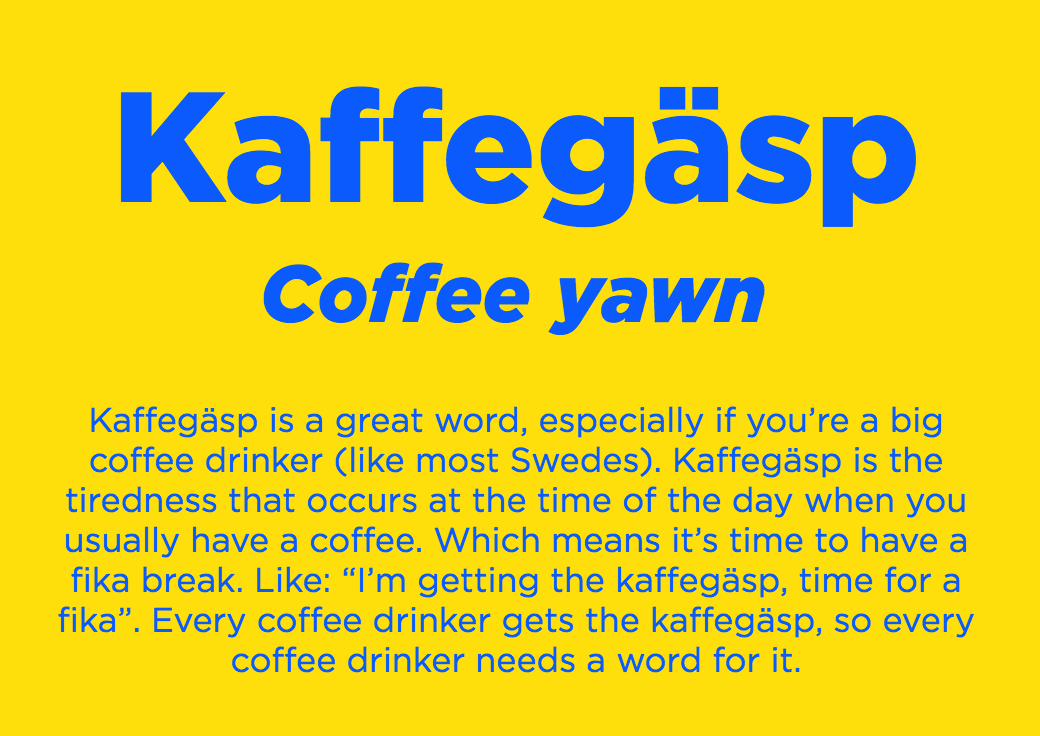 Kaffegäsp
Coffee yawn
Kaffegäsp is a great word, especially if you’re a big
coffee drinker (like most Swedes). Kaffegäsp is the
tiredness that occurs at the time of the day when you
usually have a coffee. Which means it’s time to have a
fika break. Like: “I’m getting the kaffegäsp, time for a
fika”. Every coffee drinker gets the kaffegäsp, so every
coffee drinker needs a word for it.